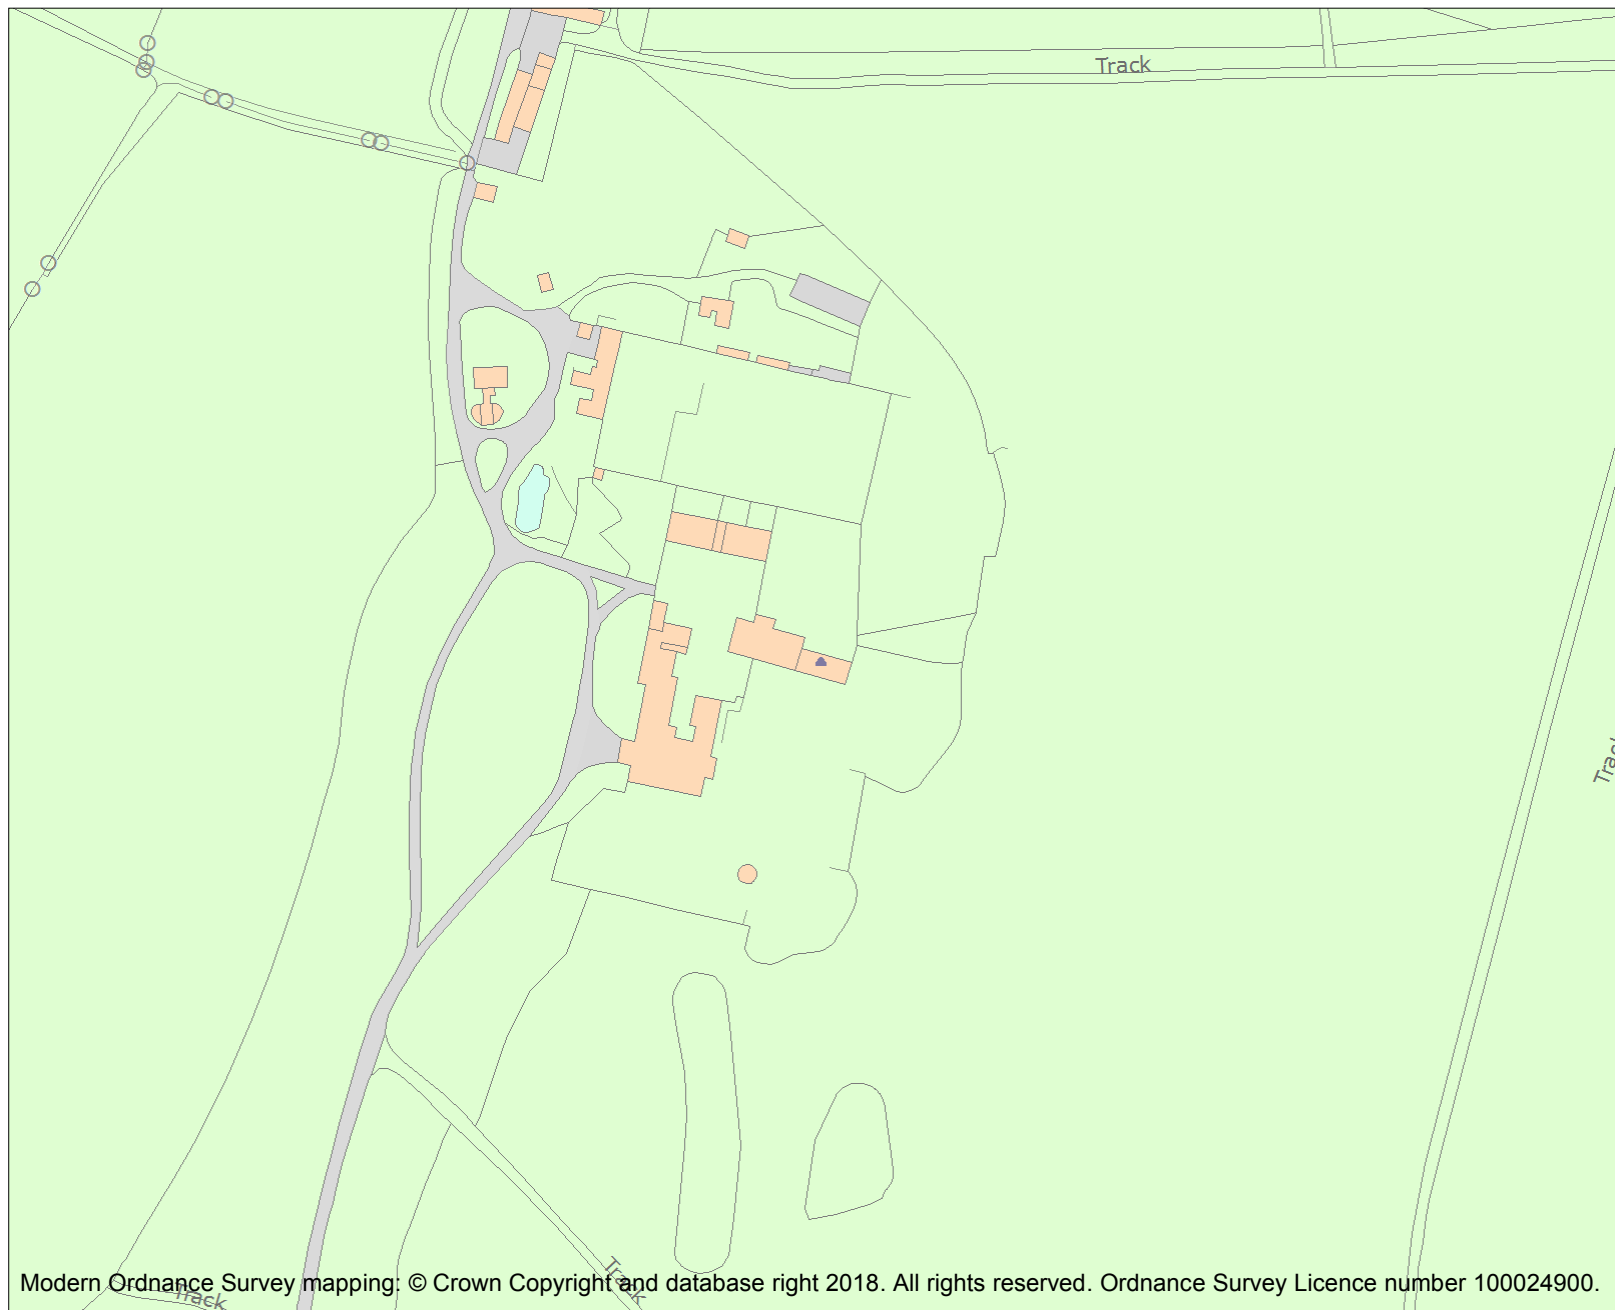 Track
Track
Track
Modern Ordnance Survey mapping: © Crown Copyright and database right 2018. All rights reserved. Ordnance Survey Licence number 100024900.